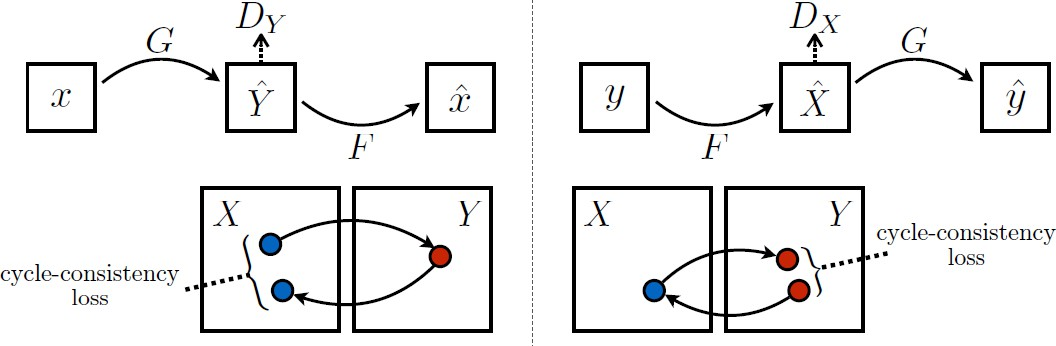 D_Y
G
x
Ŷ
x̂
F
X
Y
cycle-consistency
loss
D_X
G
y
X̂
ŷ
F
X
Y
cycle-consistency
loss